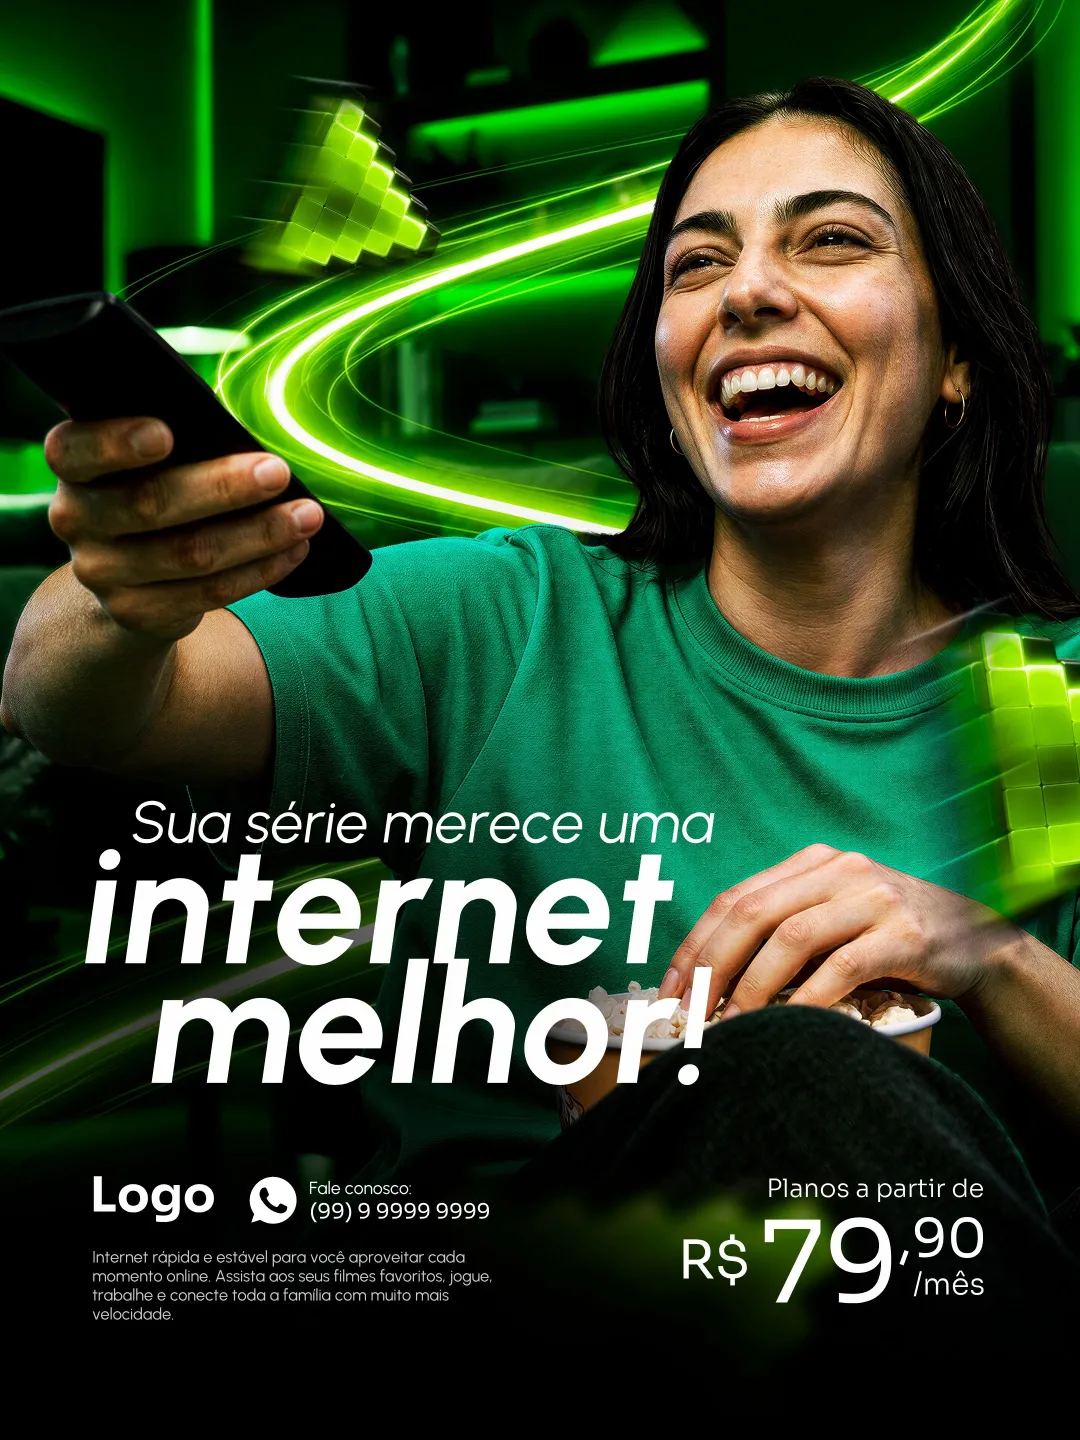 Sua série merece uma
internet
melhor!
Logo
Fale conosco:
(99) 9 9999 9999
Internet rápida e estável para você aproveitar cada
momento online. Assista aos seus filmes favoritos, jogue,
trabalhe e conecte toda a família com muito mais
velocidade.
Planos a partir de
R$ 79,90
/mês